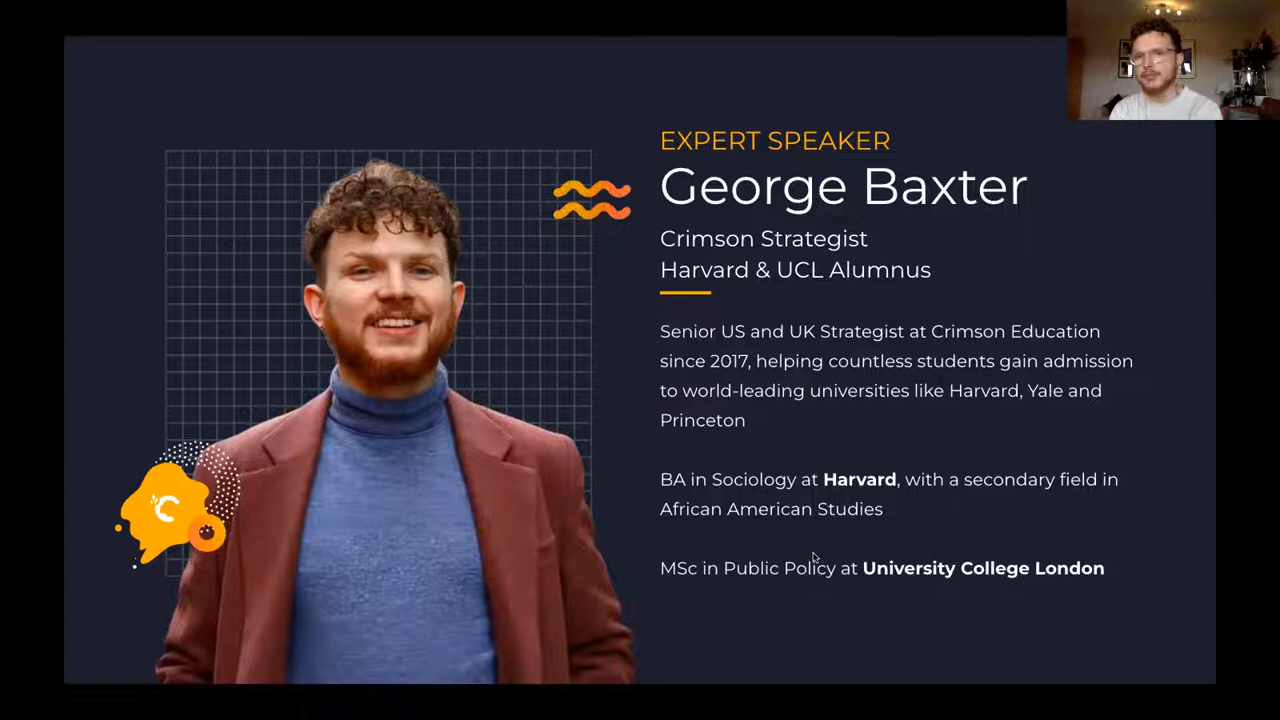 EXPERT SPEAKER
George Baxter
Crimson Strategist
Harvard & UCL Alumnus
Senior US and UK Strategist at Crimson Education
since 2017, helping countless students gain admission
to world-leading universities like Harvard, Yale and
Princeton
BA in Sociology at Harvard, with a secondary field in
African American Studies
MSc in Public Policy at University College London